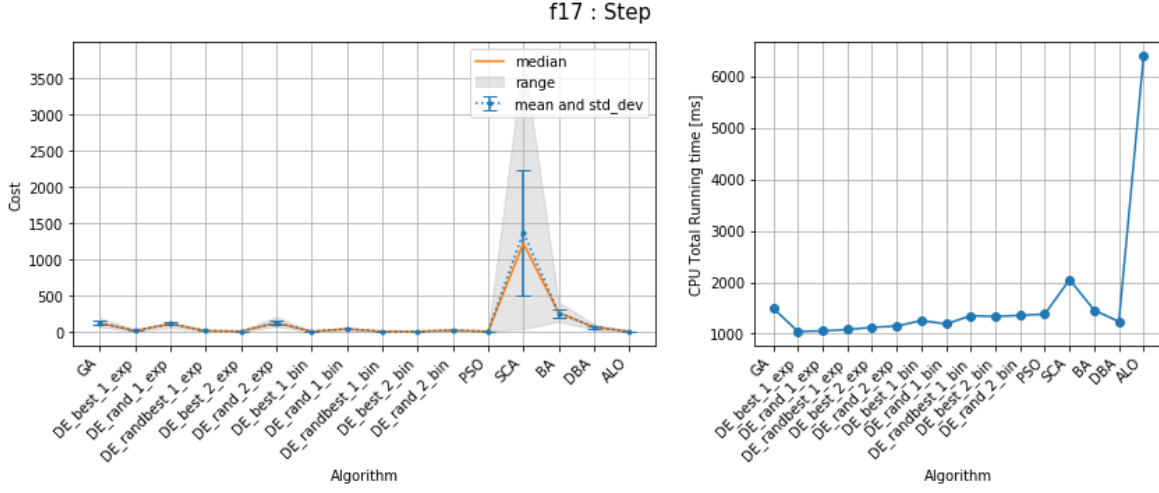 f17 : Step
3500
3000
2500
2000
1500
1000
500
0
Cost
median
range
mean and std_dev
GA
DE_best_1_exp
DE_rand_1_exp
DE_randbest_1_exp
DE_best_2_exp
DE_rand_2_exp
DE_best_1_bin
DE_rand_1_bin
DE_randbest_1_bin
DE_best_2_bin
DE_rand_2_bin
PSO
SCA
BA
DBA
ALO
Algorithm
6000
5000
4000
3000
2000
1000
CPU Total Running time [ms]
GA
DE_best_1_exp
DE_rand_1_exp
DE_randbest_1_exp
DE_best_2_exp
DE_rand_2_exp
DE_best_1_bin
DE_rand_1_bin
DE_randbest_1_bin
DE_best_2_bin
DE_rand_2_bin
PSO
SCA
BA
DBA
ALO
Algorithm